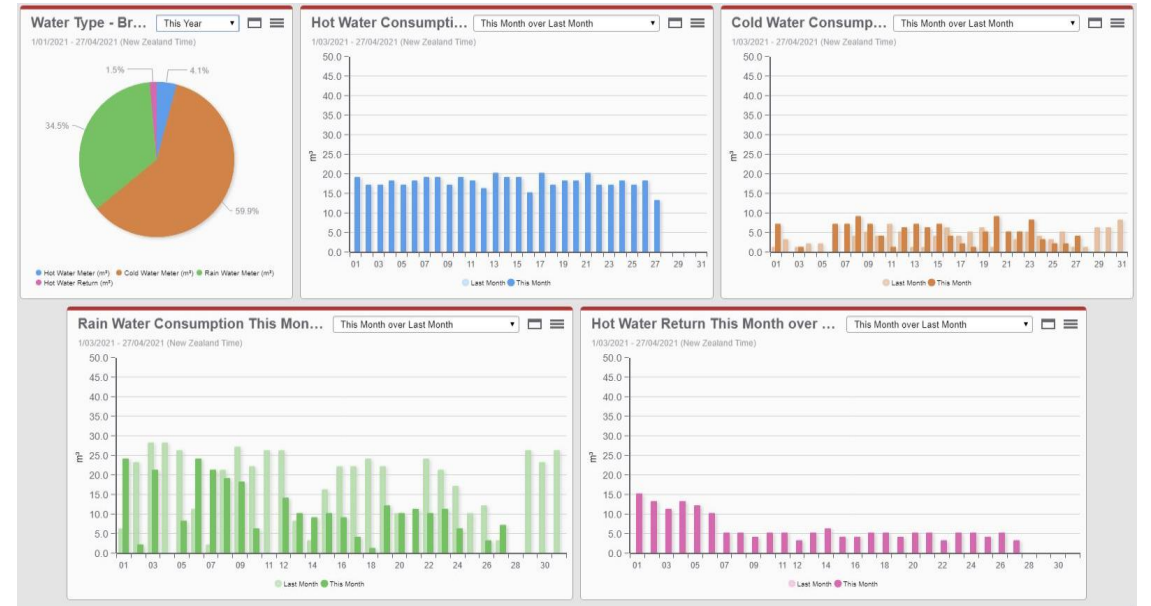 Water Type - Br... This Year
1/01/2021 - 27/04/2021 (New Zealand Time)
1.5% 4.1%
34.5%
59.9%
Hot Water Meter (m³) Cold Water Meter (m³) Rain Water Meter (m³)
Hot Water Return (m³)
Hot Water Consumpti... This Month over Last Month
1/03/2021 - 27/04/2021 (New Zealand Time)
50.0
45.0
40.0
35.0
30.0
25.0
20.0
15.0
10.0
5.0
0.0
m³
01 03 05 07 09 11 13 15 17 19 21 23 25 27 29 31
Last Month This Month
Cold Water Consump... This Month over Last Month
1/03/2021 - 27/04/2021 (New Zealand Time)
50.0
45.0
40.0
35.0
30.0
25.0
20.0
15.0
10.0
5.0
0.0
m³
01 03 05 07 09 11 13 15 17 19 21 23 25 27 29 31
Last Month This Month
Rain Water Consumption This Mon... This Month over Last Month
1/03/2021 - 27/04/2021 (New Zealand Time)
50.0
45.0
40.0
35.0
30.0
25.0
20.0
15.0
10.0
5.0
0.0
m³
01 03 05 07 09 11 12 14 16 18 20 22 24 26 28 30
Last Month This Month
Hot Water Return This Month over ... This Month over Last Month
1/03/2021 - 27/04/2021 (New Zealand Time)
50.0
45.0
40.0
35.0
30.0
25.0
20.0
15.0
10.0
5.0
0.0
m³
01 03 05 07 09 11 12 14 16 18 20 22 24 26 28 30
Last Month This Month